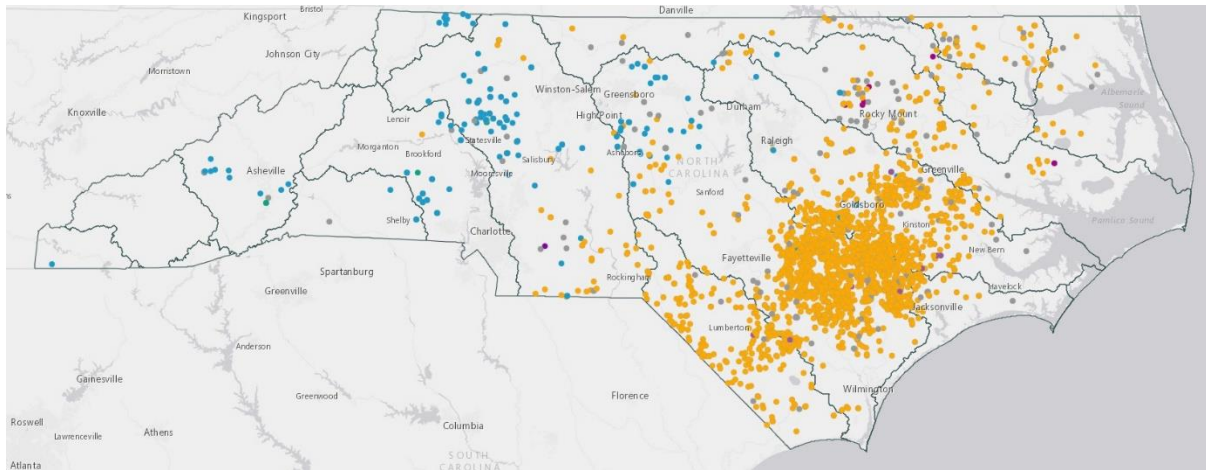 Bristol
Kingsport
Danville
Johnson City
Morristown
Winston-Salem
Greensboro
Albemarle
Sound
Knoxville
Durham
Lenoir
High Point
Rocky Mount
Statesville
Raleigh
Morganton
Brookford
Salisbury
Asheboro
NORTH
CAROLINA
Asheville
Mooresville
Greenville
Sanford
Goldsboro
Pamlico Sound
Shelby
Kinston
Charlotte
New Bern
Fayetteville
Spartanburg
Rockingham
Greenville
Havelock
Jacksonville
Lumberton
Anderson
Gainesville
Wilmington
Greenwood
Florence
Roswell
Lawrenceville
Athens
Columbia
SOUTH
CAROLINA
Atlanta